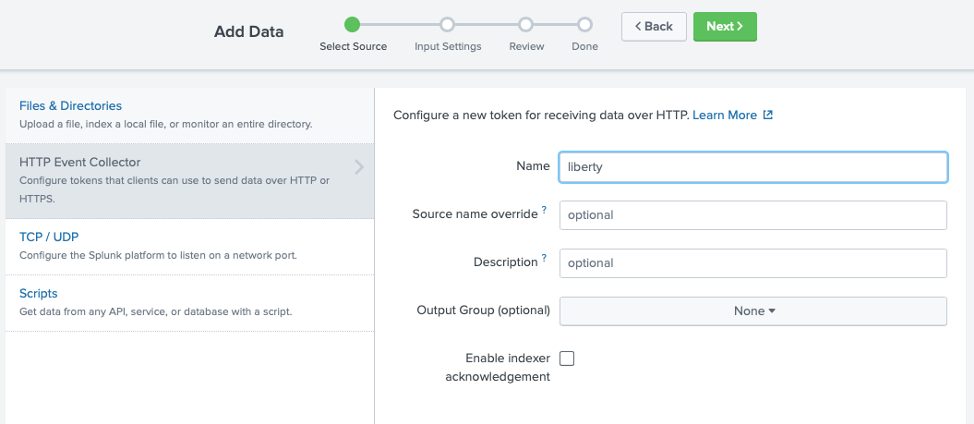 Add Data
Select Source
Input Settings
Review
Done
< Back
Next >
Files & Directories
Upload a file, index a local file, or monitor an entire directory.
HTTP Event Collector
Configure tokens that clients can use to send data over HTTP or
HTTPS.
TCP / UDP
Configure the Splunk platform to listen on a network port.
Scripts
Get data from any API, service, or database with a script.
Configure a new token for receiving data over HTTP. Learn More
Name liberty
Source name override ? optional
Description ? optional
Output Group (optional) None
Enable indexer
acknowledgement